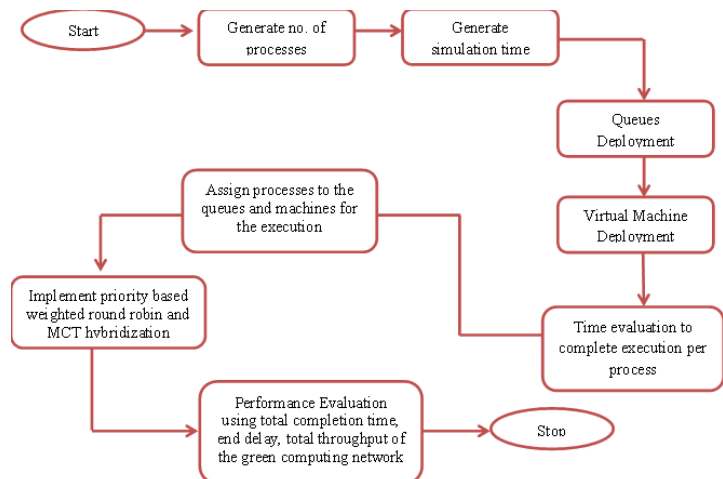 Start
Generate no. of
processes
Generate
simulation time
Queues
Deployment
Virtual Machine
Deployment
Time evaluation to
complete execution per
process
Assign processes to the
queues and machines for
the execution
Implement priority based
weighted round robin and
MCT hybridization
Performance Evaluation
using total completion time,
end delay, total throughput of
the green computing network
Stop